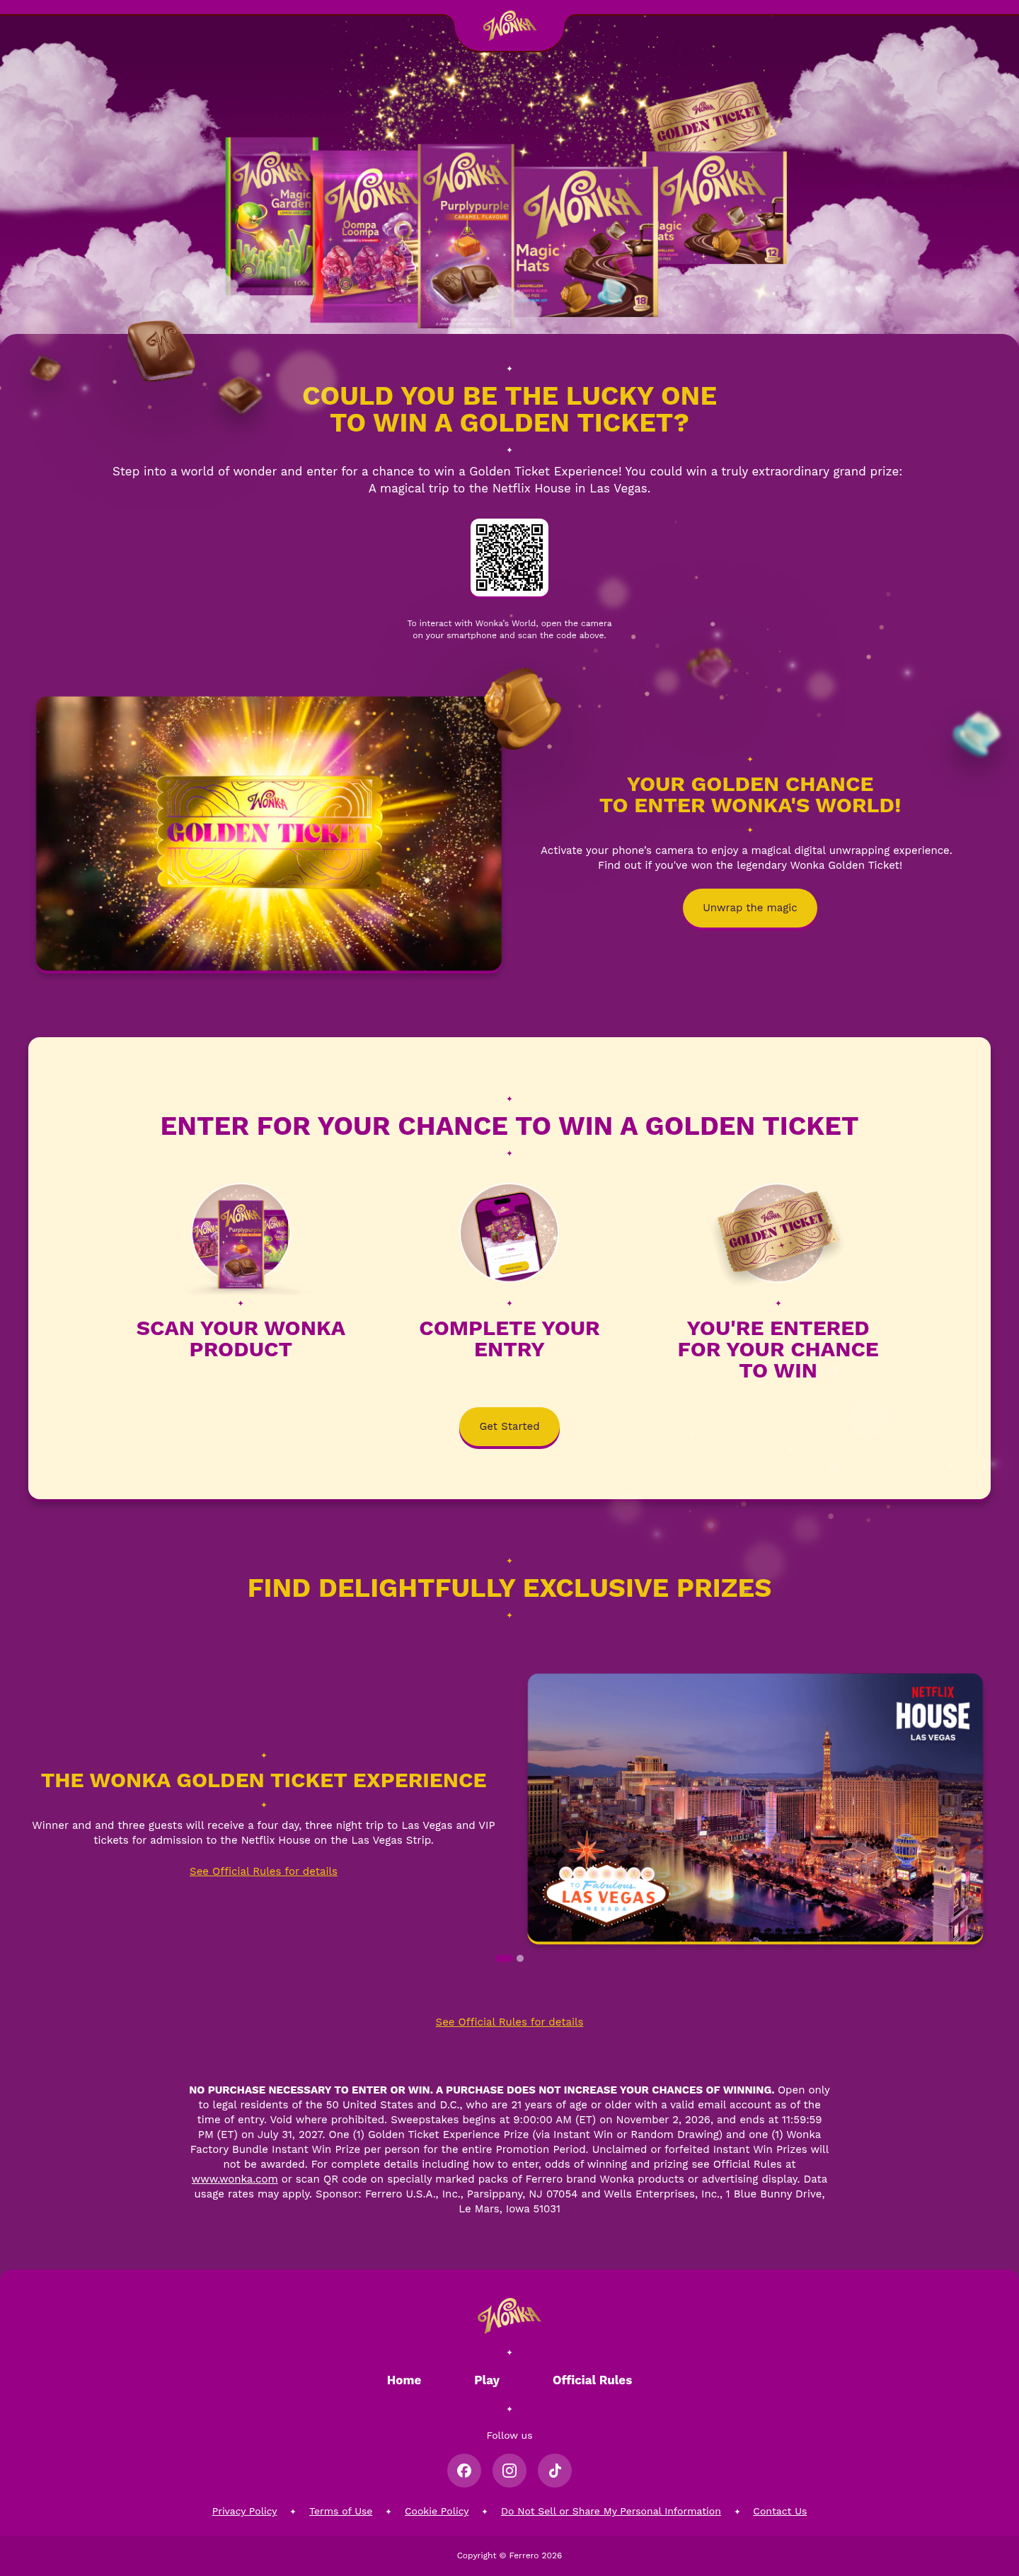 WONKA
WONKA
GOLDEN TICKET
WONKA
Magic
Garden
WONKA
Oompa
Loompa
WONKA
Purplypurple
CARAMEL FLAVOUR
WONKA
Magic
Hats
18
WONKA
Hats
12
COULD YOU BE THE LUCKY ONE
TO WIN A GOLDEN TICKET?
Step into a world of wonder and enter for a chance to win a Golden Ticket Experience! You could win a truly extraordinary grand prize:
A magical trip to the Netflix House in Las Vegas.
To interact with Wonka's World, open the camera
on your smartphone and scan the code above.
WONKA
GOLDEN TICKET
YOUR GOLDEN CHANCE
TO ENTER WONKA'S WORLD!
Activate your phone's camera to enjoy a magical digital unwrapping experience.
Find out if you've won the legendary Wonka Golden Ticket!
Unwrap the magic
ENTER FOR YOUR CHANCE TO WIN A GOLDEN TICKET
WONKA
Purplypurple
WONKA
GOLDEN TICKET
SCAN YOUR WONKA
PRODUCT
COMPLETE YOUR
ENTRY
YOU'RE ENTERED
FOR YOUR CHANCE
TO WIN
Get Started
FIND DELIGHTFULLY EXCLUSIVE PRIZES
NETFLIX
HOUSE
LAS VEGAS
THE WONKA GOLDEN TICKET EXPERIENCE
Winner and and three guests will receive a four day, three night trip to Las Vegas and VIP
tickets for admission to the Netflix House on the Las Vegas Strip.
See Official Rules for details
WELCOME
TO Fabulous
LAS VEGAS
NEVADA
See Official Rules for details
NO PURCHASE NECESSARY TO ENTER OR WIN. A PURCHASE DOES NOT INCREASE YOUR CHANCES OF WINNING. Open only
to legal residents of the 50 United States and D.C., who are 21 years of age or older with a valid email account as of the
time of entry. Void where prohibited. Sweepstakes begins at 9:00:00 AM (ET) on November 2, 2026, and ends at 11:59:59
PM (ET) on July 31, 2027. One (1) Golden Ticket Experience Prize (via Instant Win or Random Drawing) and one (1) Wonka
Factory Bundle Instant Win Prize per person for the entire Promotion Period. Unclaimed or forfeited Instant Win Prizes will
not be awarded. For complete details including how to enter, odds of winning and prizing see Official Rules at
www.wonka.com or scan QR code on specially marked packs of Ferrero brand Wonka products or advertising display. Data
usage rates may apply. Sponsor: Ferrero U.S.A., Inc., Parsippany, NJ 07054 and Wells Enterprises, Inc., 1 Blue Bunny Drive,
Le Mars, Iowa 51031
WONKA
Home Play Official Rules
Follow us
Privacy Policy Terms of Use Cookie Policy Do Not Sell or Share My Personal Information Contact Us
Copyright © Ferrero 2026